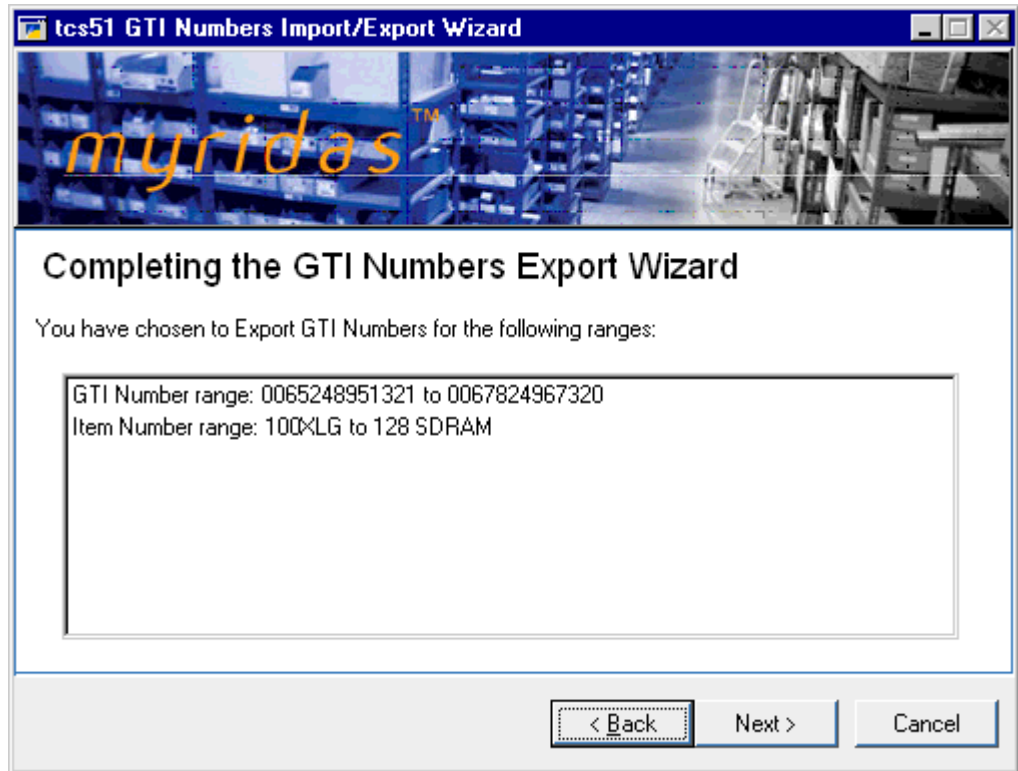 tcs51 GTI Numbers Import/Export Wizard
myridas™
Completing the GTI Numbers Export Wizard
You have chosen to Export GTI Numbers for the following ranges:
GTI Number range: 0065248951321 to 0067824967320
Item Number range: 100XLG to 128 SDRAM
< Back Next > Cancel